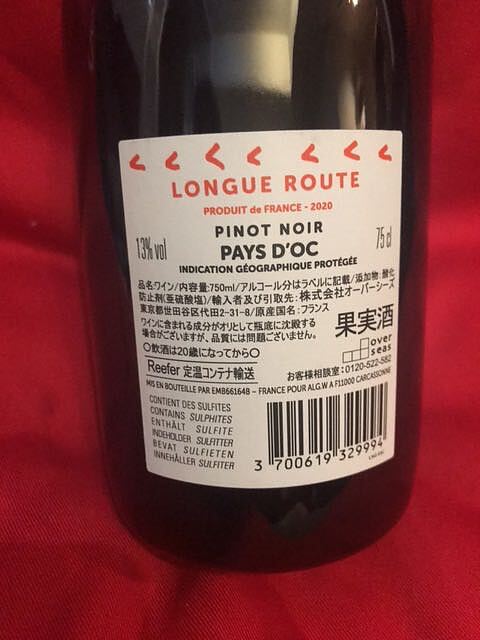 LONGUE ROUTE
PRODUIT de FRANCE - 2020
PINOT NOIR
13% vol
PAYS D'OC
75 cl
INDICATION GÉOGRAPHIQUE PROTÉGÉE
品名:ワイン/内容量:750ml/アルコール分はラベルに記載/添加物:酸化
防止剤(亜硫酸塩)/輸入者及び引取先:株式会社オーバーシーズ
東京都世田谷区代田2-31-8/原産国名:フランス
ワインに含まれる成分がオリとして瓶底に沈殿する
場合がございますが、品質には問題ございません。
果実酒
〇飲酒は20歳になってから〇
over
seas
Reefer 定温コンテナ輸送
お客様相談室:0120-522-582
MIS EN BOUTEILLE PAR EMB66164B – FRANCE POUR ALG.W A F11000 CARCASSONNE
CONTIENT DES SULFITES
CONTAINS SULPHITES
ENTHÄLT SULFITE
INDEHOLDER SULFITTER
BEVAT SULFIETEN
INNEHÅLLER SULFITER
3 700619 329994